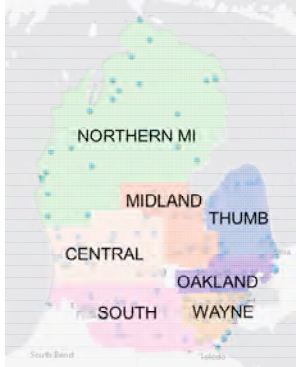 NORTHERN MI
MIDLAND
THUMB
CENTRAL
OAKLAND
SOUTH
WAYNE
South Bend
Toledo